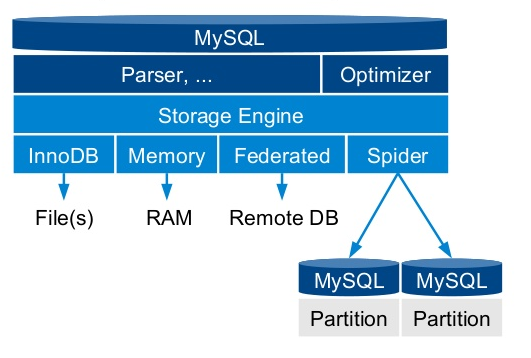 MySQL
Parser, ... Optimizer
Storage Engine
InnoDB Memory Federated Spider
File(s) RAM Remote DB
MySQL MySQL
Partition Partition